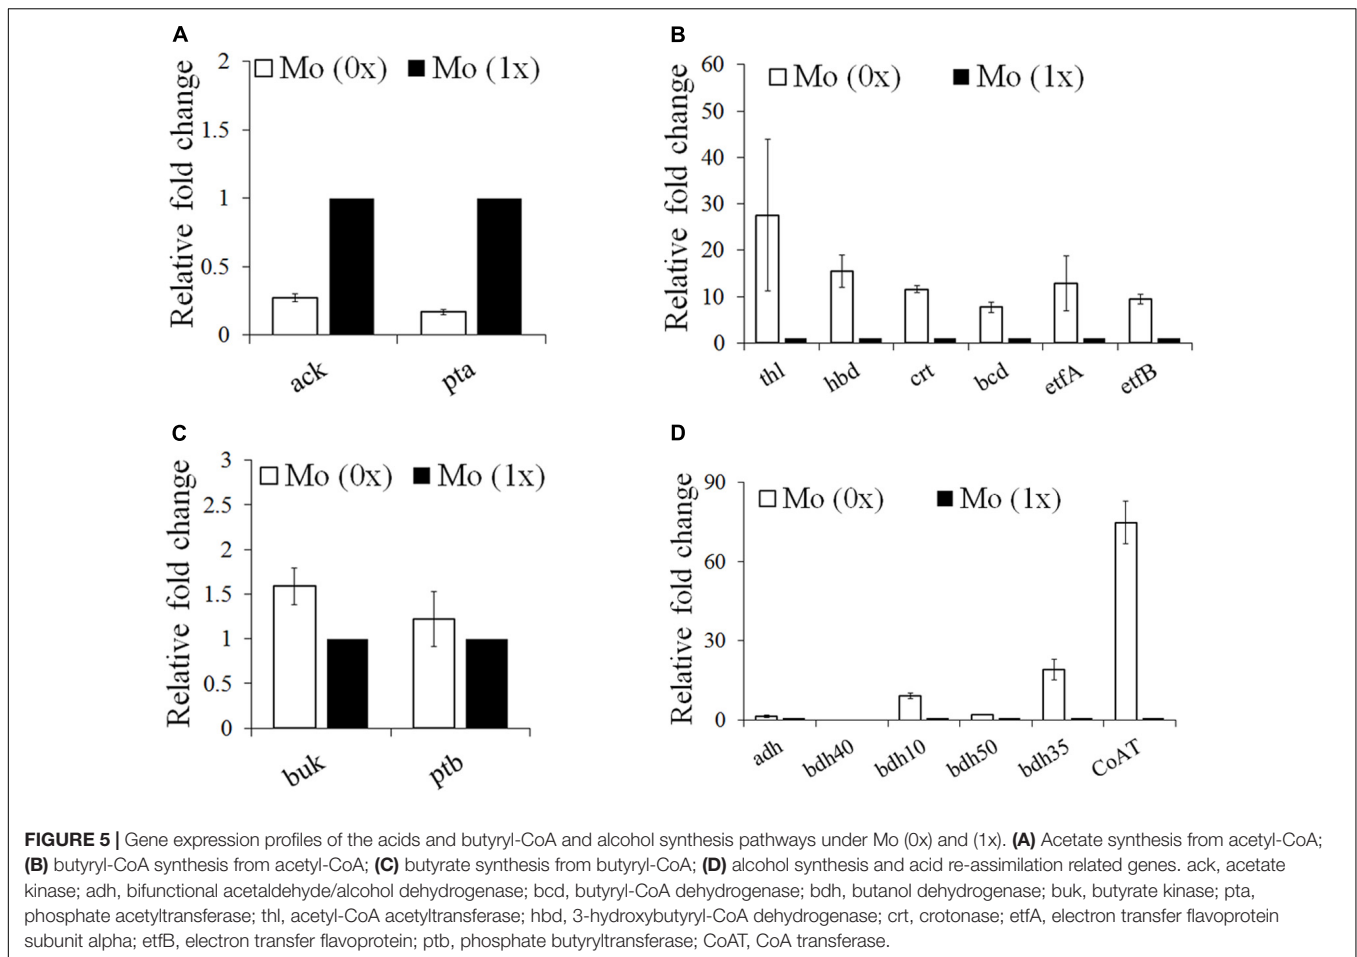 A
Relative fold change
2
1.5
1
0.5
0
Mo (0x) Mo (1x)
ack pta
B
Relative fold change
60
50
40
30
20
10
0
Mo (0x) Mo (1x)
thl hbd crt bcd etfA etfB
C
Relative fold change
3
2.5
2
1.5
1
0.5
0
Mo (0x) Mo (1x)
buk ptb
D
Relative fold change
90
60
30
0
Mo (0x) Mo (1x)
adh bdh40 bdh10 bdh50 bdh35 CoAT
FIGURE 5 | Gene expression profiles of the acids and butyryl-CoA and alcohol synthesis pathways under Mo (0x) and (1x). (A) Acetate synthesis from acetyl-CoA;
(B) butyryl-CoA synthesis from acetyl-CoA; (C) butyrate synthesis from butyryl-CoA; (D) alcohol synthesis and acid re-assimilation related genes. ack, acetate
kinase; adh, bifunctional acetaldehyde/alcohol dehydrogenase; bcd, butyryl-CoA dehydrogenase; bdh, butanol dehydrogenase; buk, butyrate kinase; pta,
phosphate acetyltransferase; thl, acetyl-CoA acetyltransferase; hbd, 3-hydroxybutyryl-CoA dehydrogenase; crt, crotonase; etfA, electron transfer flavoprotein
subunit alpha; etfB, electron transfer flavoprotein; ptb, phosphate butyryltransferase; CoAT, CoA transferase.